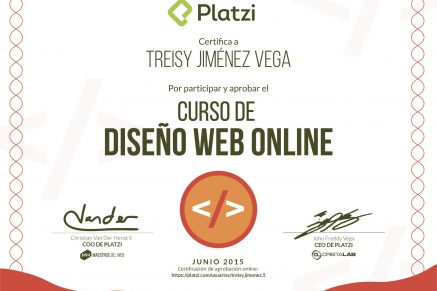 Platzi
Certifica a
TREISY JIMÉNEZ VEGA
Por participar y aprobar el
CURSO DE
DISEÑO WEB ONLINE
</>
Vander
Christian Van Der Henst S
COO DE PLATZI
MAESTROS DEL WEB
John Freddy Vega
CEO DE PLATZI
CRISTALAB
JUNIO 2015
Certificación de aprobación online:
https://platzi.com/usuarios/treisy.jimenez.5